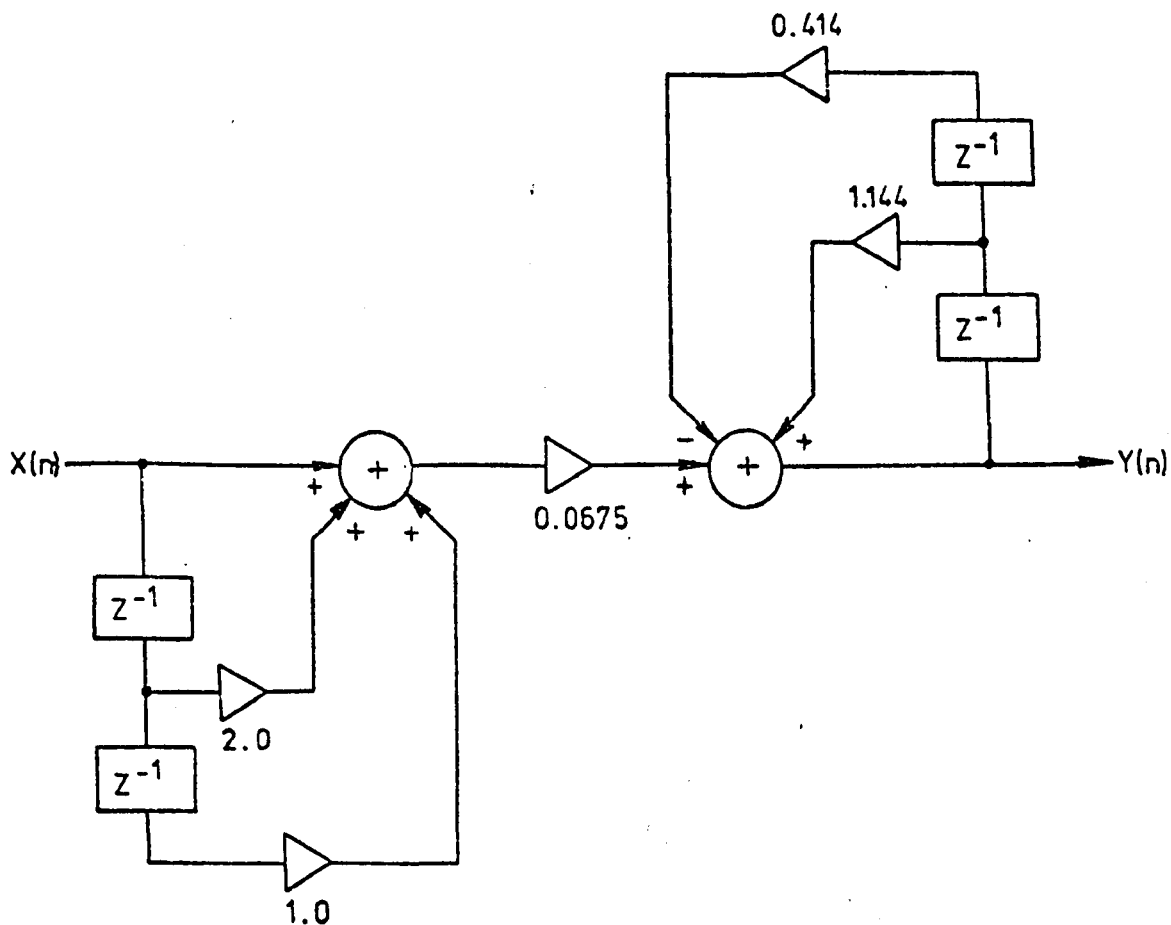 0.414
Z⁻¹
1.144
Z⁻¹
- +
X(n) + + + Y(n)
+ +
0.0675
+ +
Z⁻¹
2.0
Z⁻¹
1.0